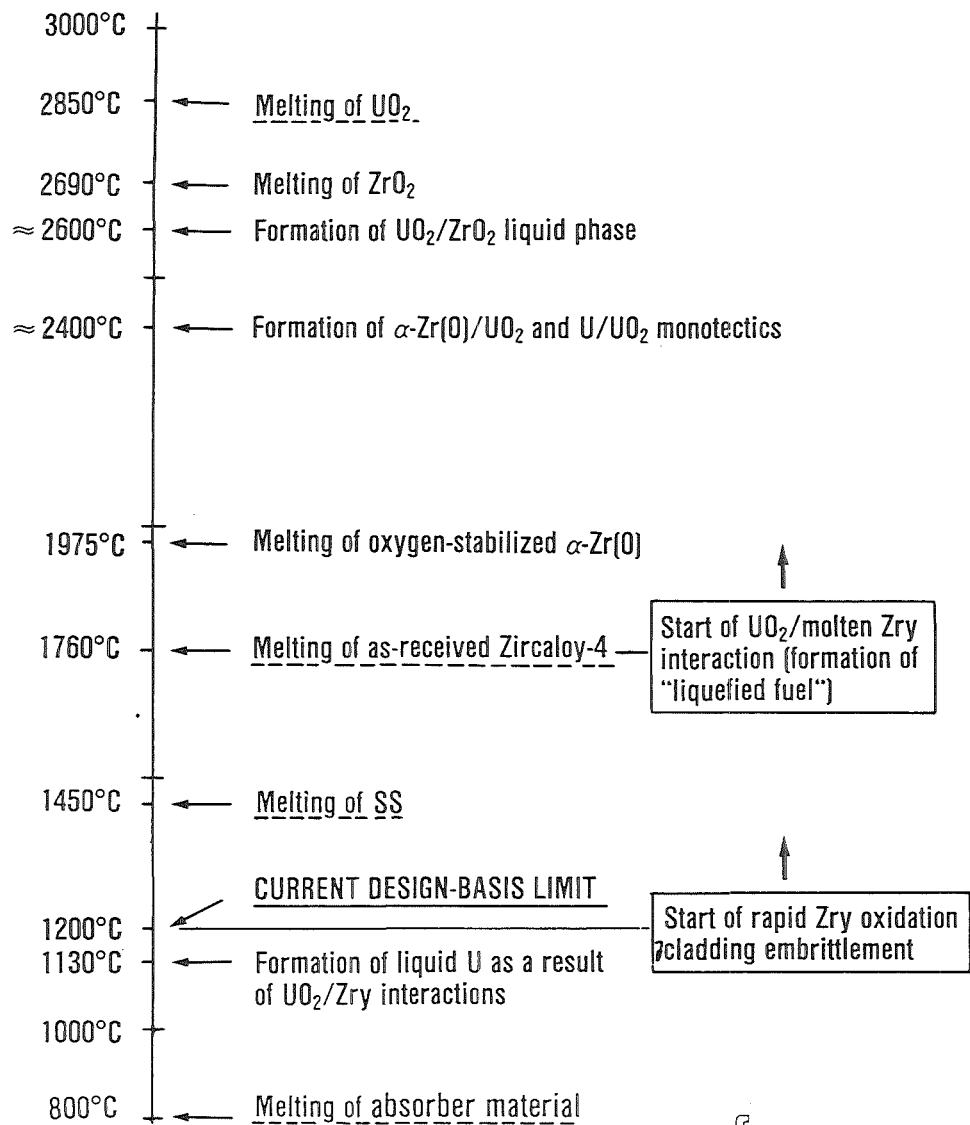 3000°C
2850°C Melting of UO₂
2690°C Melting of ZrO₂
≈ 2600°C Formation of UO₂/ZrO₂ liquid phase
≈ 2400°C Formation of α-Zr(O)/UO₂ and U/UO₂ monotectics
1975°C Melting of oxygen-stabilized α-Zr(O)
1760°C Melting of as-received Zircaloy-4
Start of UO₂/molten Zry
interaction (formation of
“liquefied fuel“)
1450°C Melting of SS
CURRENT DESIGN-BASIS LIMIT
1200°C
Start of rapid Zry oxidation
cladding embrittlement
1130°C Formation of liquid U as a result
of UO₂/Zry interactions
1000°C
800°C Melting of absorber material